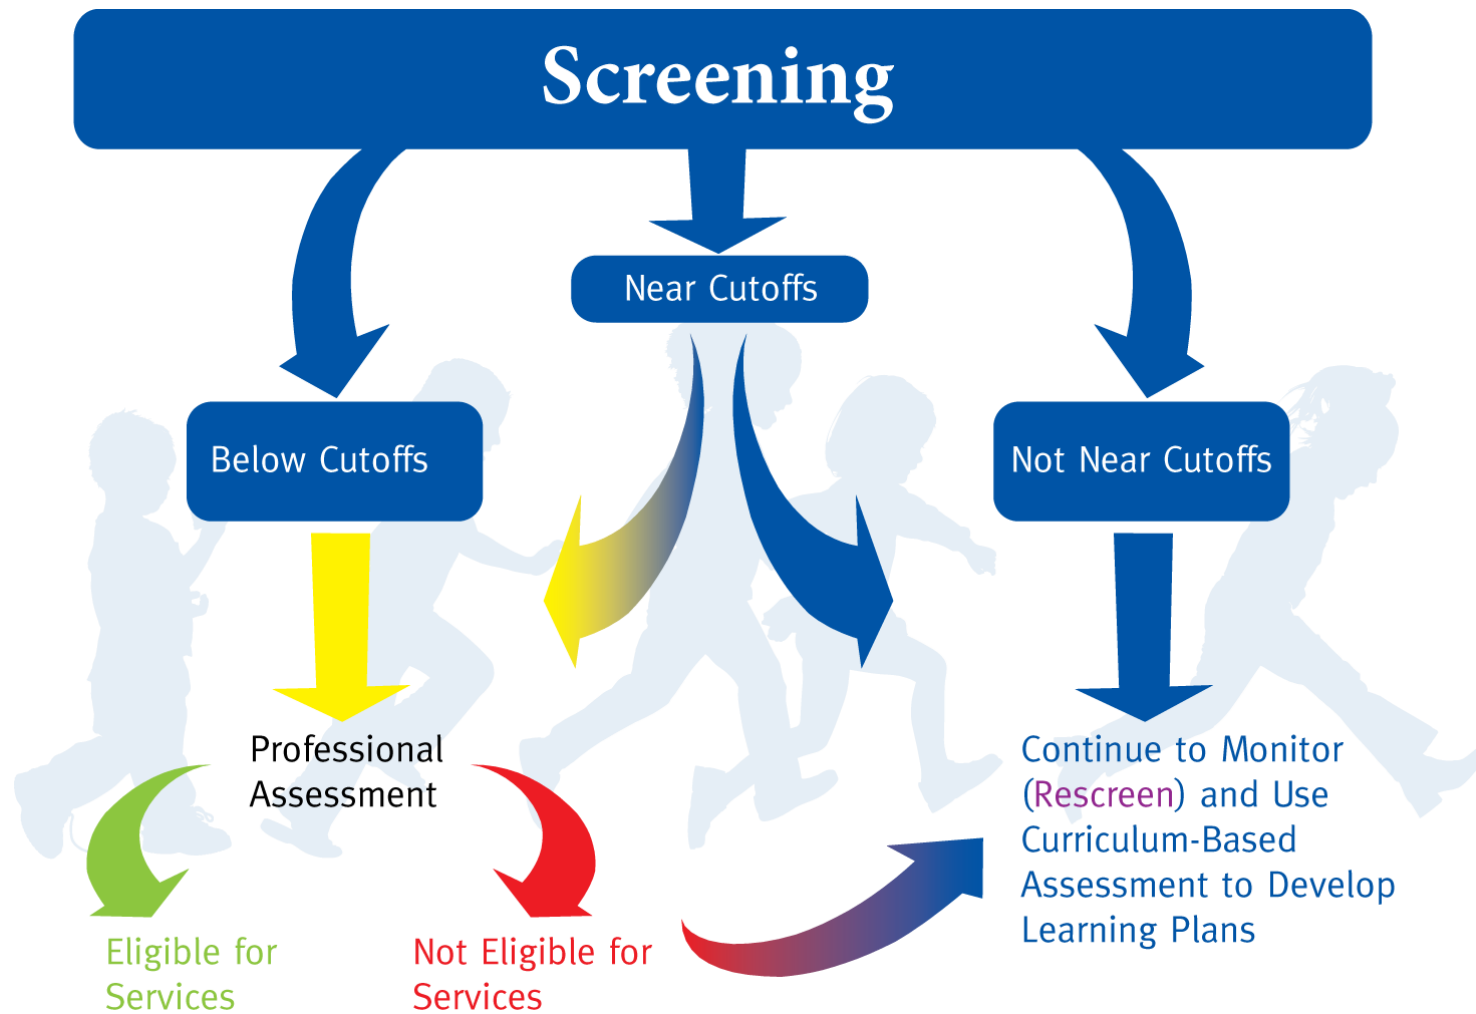 Screening
Near Cutoffs
Below Cutoffs
Not Near Cutoffs
Professional
Assessment
Continue to Monitor
(Rescreen) and Use
Curriculum-Based
Assessment to Develop
Learning Plans
Eligible for
Services
Not Eligible for
Services